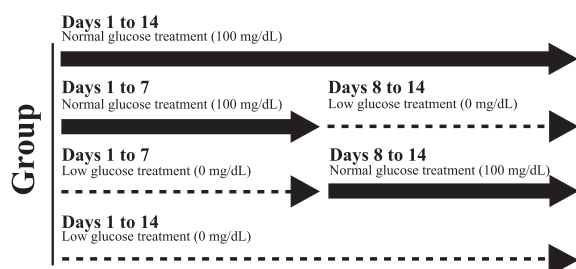 Group
Days 1 to 14
Normal glucose treatment (100 mg/dL)
Days 1 to 7
Normal glucose treatment (100 mg/dL)
Days 8 to 14
Low glucose treatment (0 mg/dL)
Days 1 to 7
Low glucose treatment (0 mg/dL)
Days 8 to 14
Normal glucose treatment (100 mg/dL)
Days 1 to 14
Low glucose treatment (0 mg/dL)